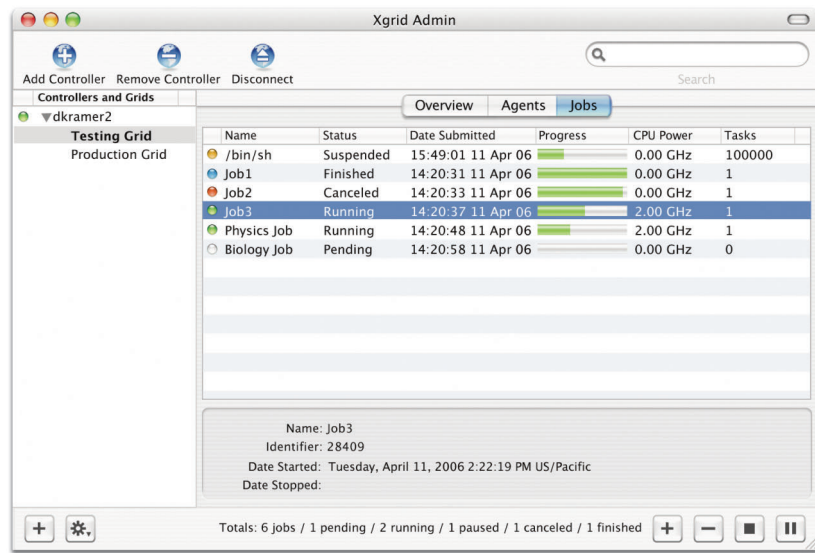 Xgrid Admin
Add Controller Remove Controller Disconnect
Search
Controllers and Grids
dkramer2
Testing Grid
Production Grid
Overview Agents Jobs
Name Status Date Submitted Progress CPU Power Tasks
/bin/sh Suspended 15:49:01 11 Apr 06 0.00 GHz 100000
Job1 Finished 14:20:31 11 Apr 06 0.00 GHz 1
Job2 Canceled 14:20:33 11 Apr 06 0.00 GHz 1
Job3 Running 14:20:37 11 Apr 06 2.00 GHz 1
Physics Job Running 14:20:48 11 Apr 06 2.00 GHz 1
Biology Job Pending 14:20:58 11 Apr 06 0.00 GHz 0
Name: Job3
Identifier: 28409
Date Started: Tuesday, April 11, 2006 2:22:19 PM US/Pacific
Date Stopped:
Totals: 6 jobs / 1 pending / 2 running / 1 paused / 1 canceled / 1 finished